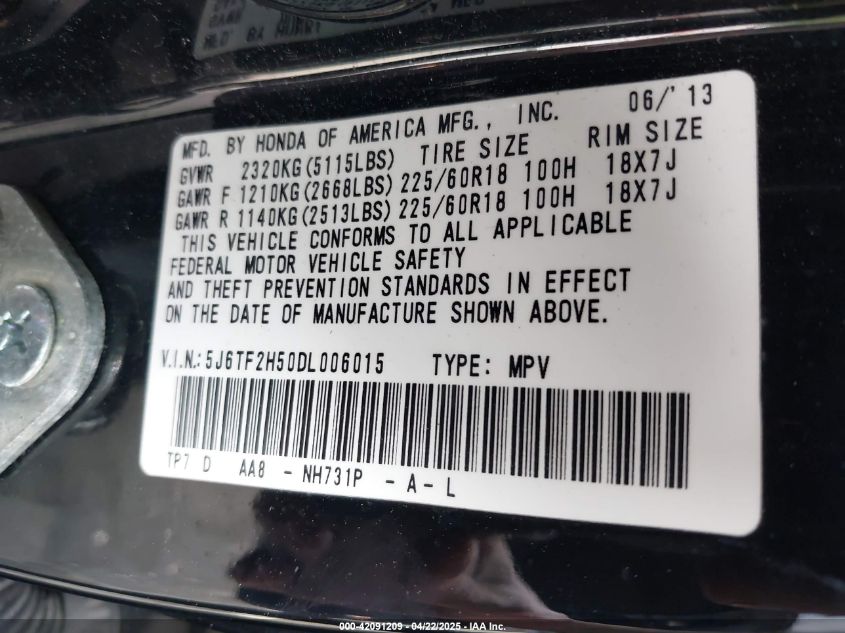 06/'13
MFD. BY HONDA OF AMERICA MFG., INC.
GVWR 2320KG(5115LBS) TIRE SIZE RIM SIZE
GAWR F 1210KG(2668LBS) 225/60R18 100H 18X7J
GAWR R 1140KG(2513LBS) 225/60R18 100H 18X7J
THIS VEHICLE CONFORMS TO ALL APPLICABLE
FEDERAL MOTOR VEHICLE SAFETY
AND THEFT PREVENTION STANDARDS IN EFFECT
ON THE DATE OF MANUFACTURE SHOWN ABOVE.
V.I.N.: 5J6TF2H50DL006015 TYPE: MPV
TP7 D AA8 - NH731P - A - L
000-42091209 - 04/22/2025 - IAA Inc.